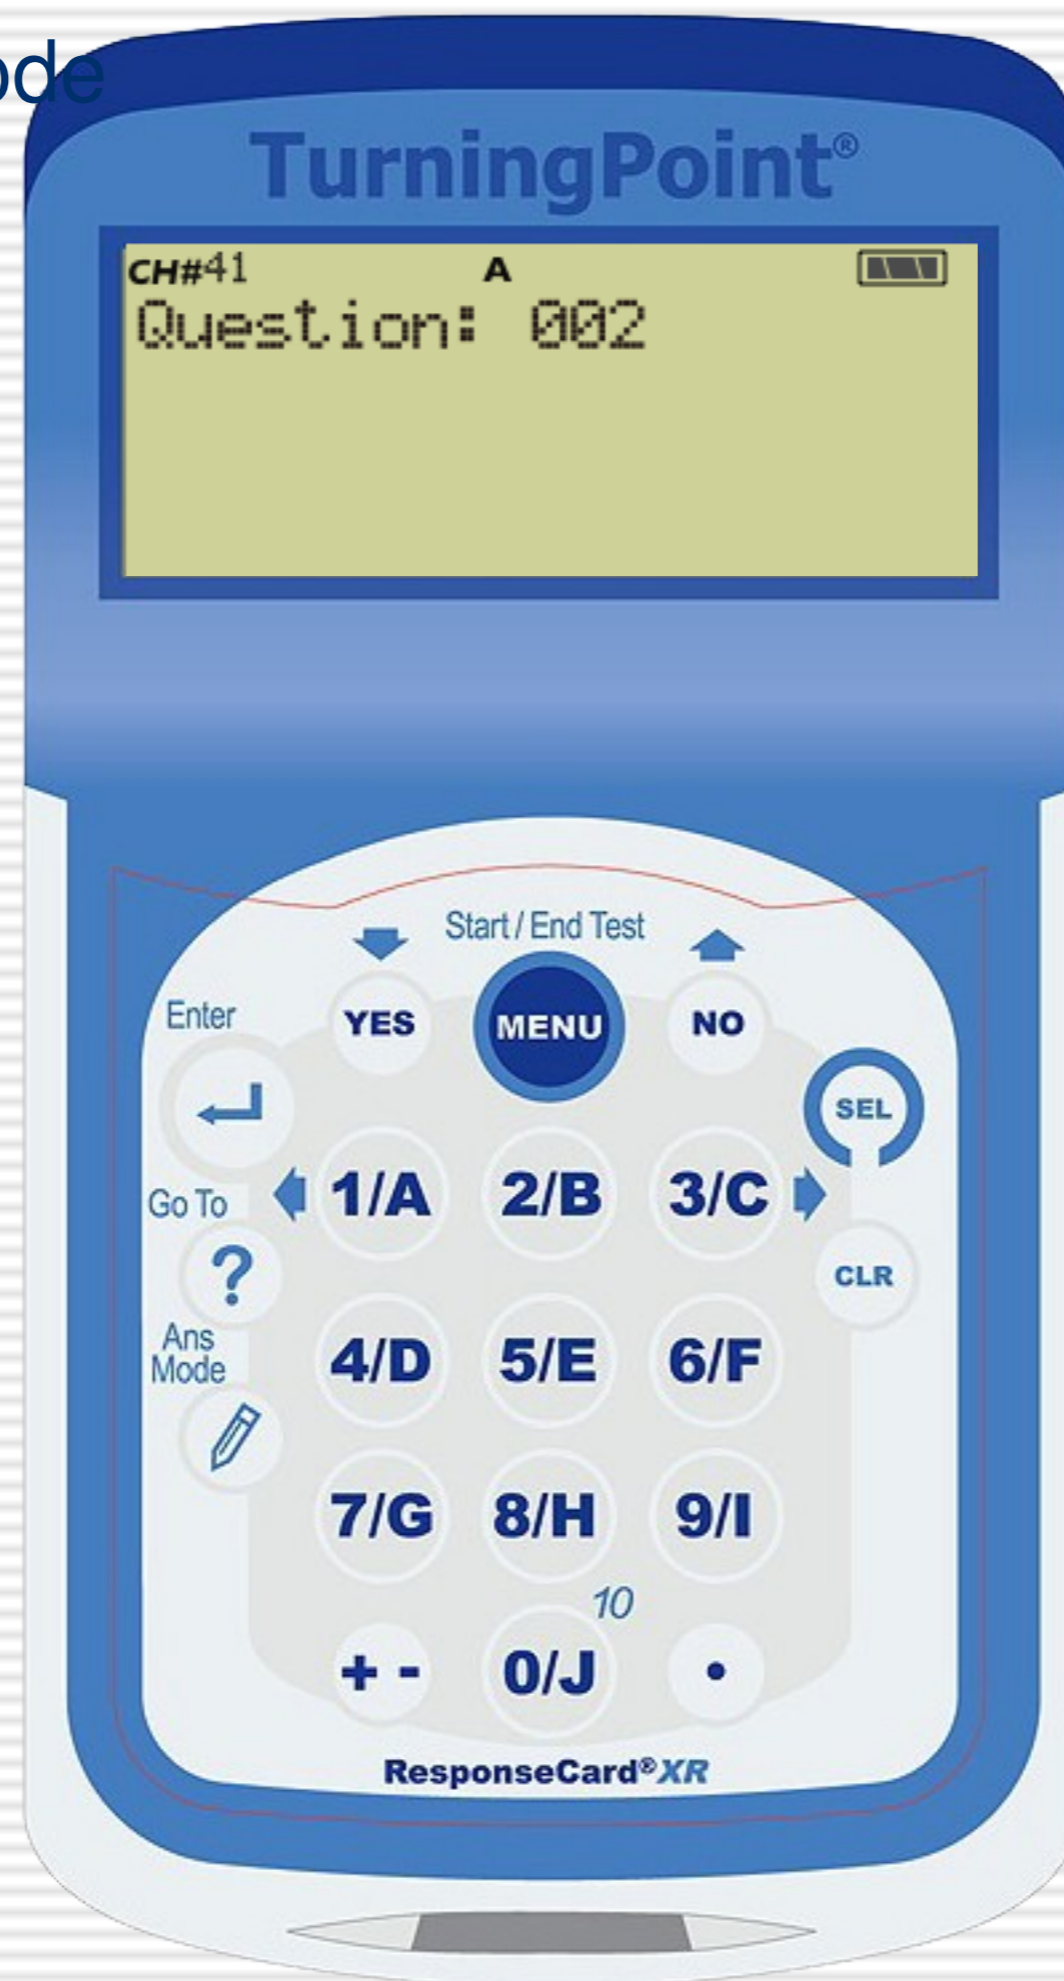 TurningPoint®
CH#41 A
Question: 002
Start / End Test
Enter
YES MENU NO
SEL
Go To
1/A 2/B 3/C
? CLR
Ans
Mode
4/D 5/E 6/F
7/G 8/H 9/I
10
+ - 0/J •
ResponseCard®XR